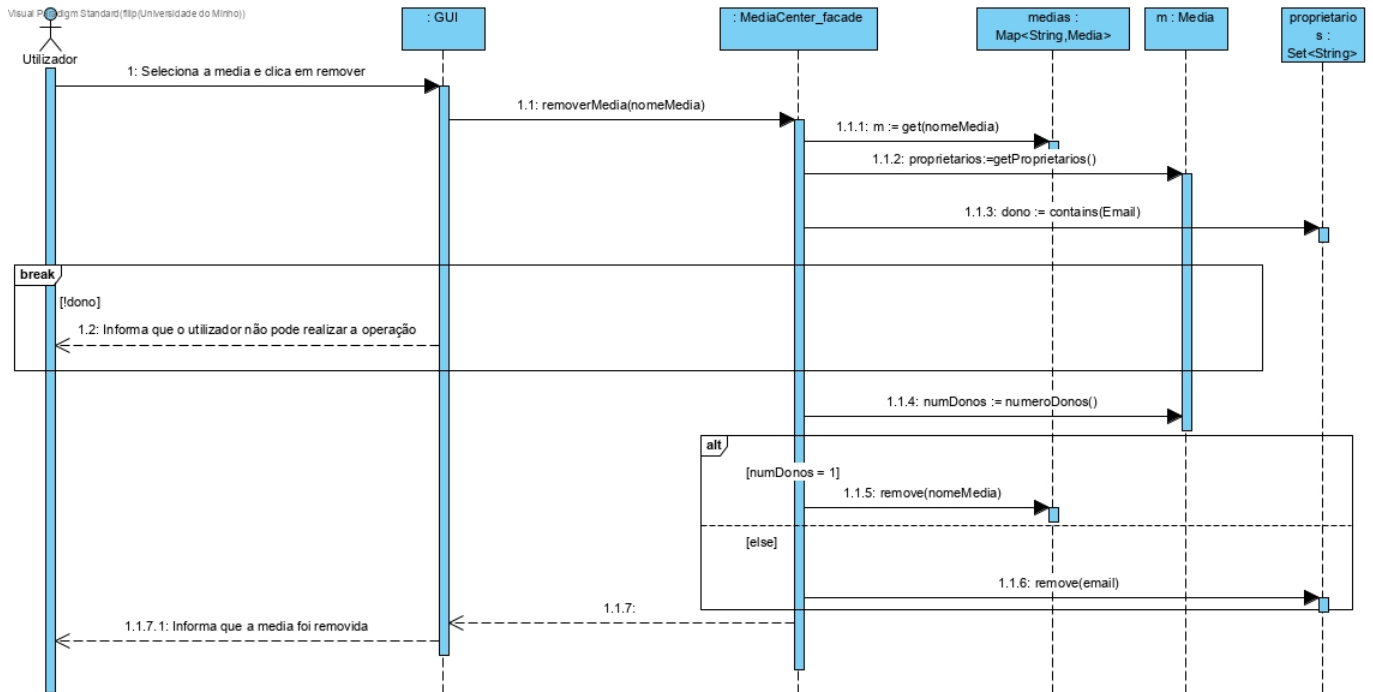 Visual Paradigm Standard(filip(Universidade do Minho))
Utilizador
: GUI
: MediaCenter_facade
medias :
Map<String,Media>
m : Media
proprietario
s :
Set<String>
1: Seleciona a media e clica em remover
1.1: removerMedia(nomeMedia)
1.1.1: m := get(nomeMedia)
1.1.2: proprietarios:=getProprietarios()
1.1.3: dono := contains(Email)
break
[!dono]
1.2: Informa que o utilizador não pode realizar a operação
1.1.4: numDonos := numeroDonos()
alt
[numDonos = 1]
1.1.5: remove(nomeMedia)
[else]
1.1.6: remove(email)
1.1.7:
1.1.7.1: Informa que a media foi removida